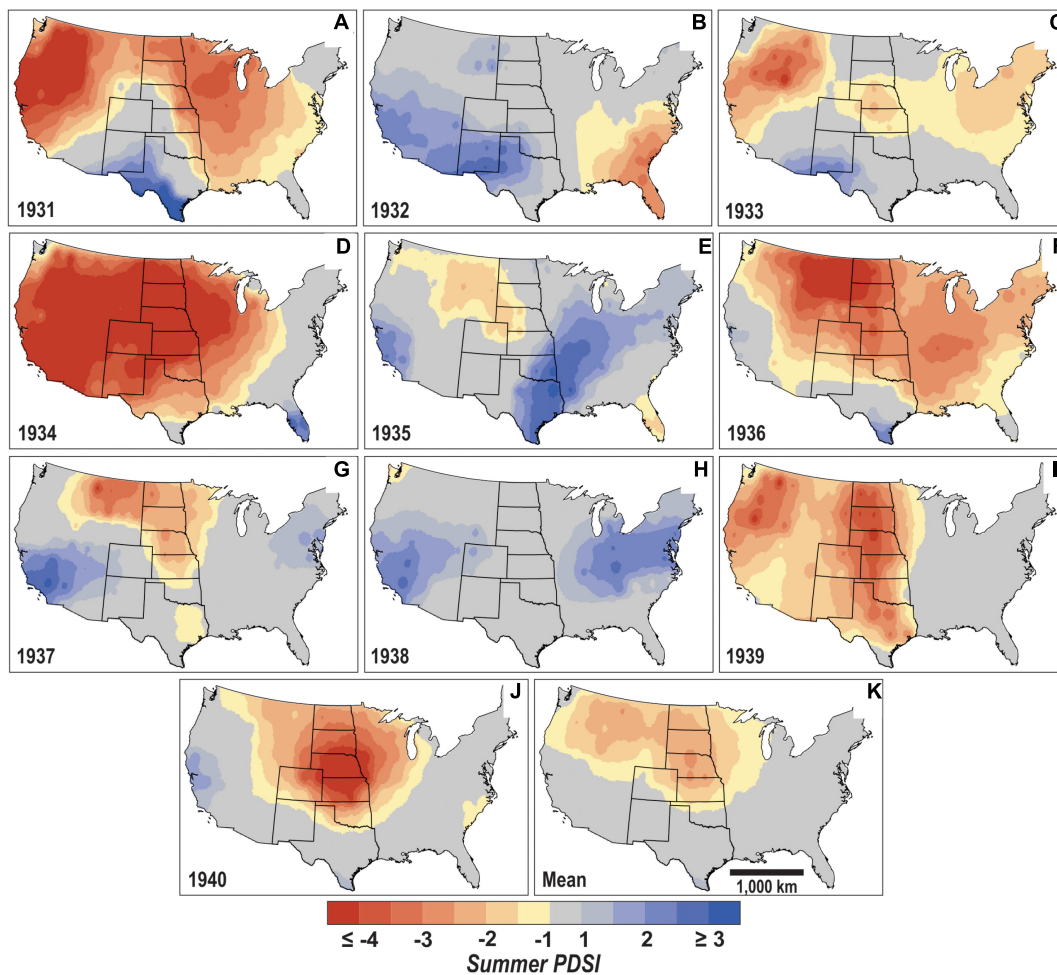 A
B
C
1931
1932
1933
D
E
F
1934
1935
1936
G
H
I
1937
1938
1939
J
K
1940
Mean
1,000 km
≤ -4 -3 -2 -1 1 2 ≥ 3
Summer PDSI